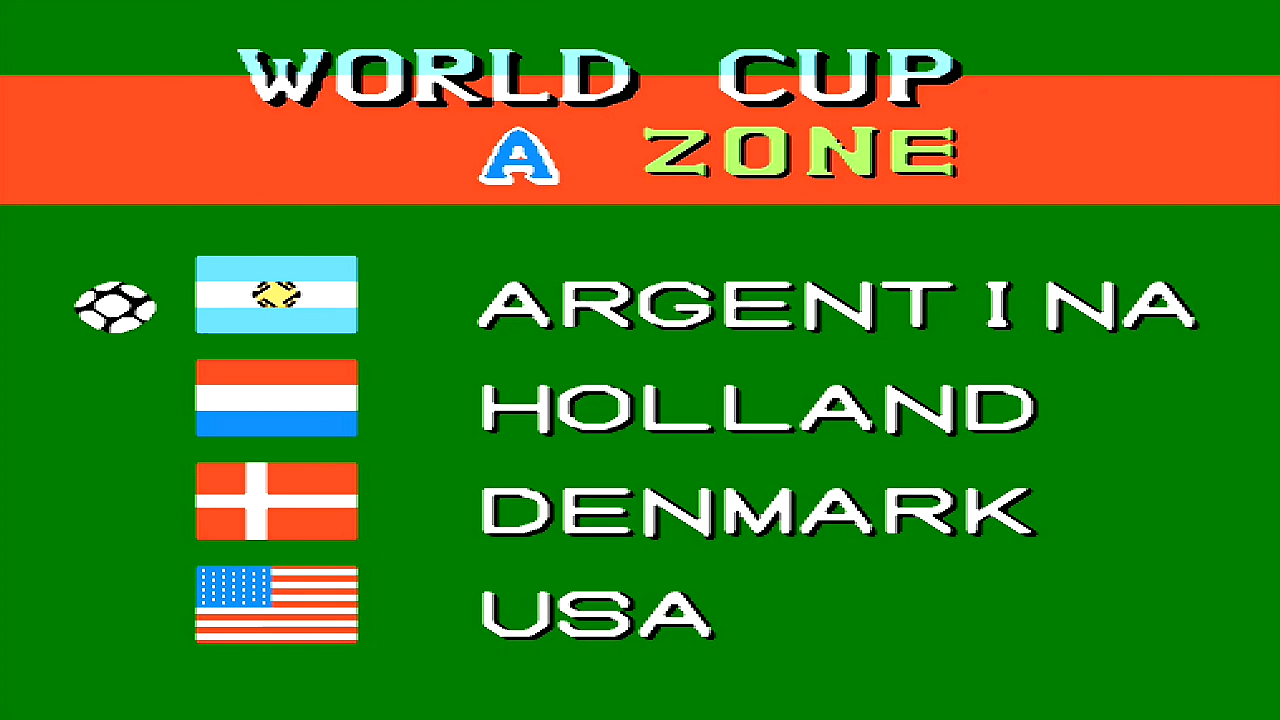 WORLD CUP
A ZONE
ARGENTINA
HOLLAND
DENMARK
USA